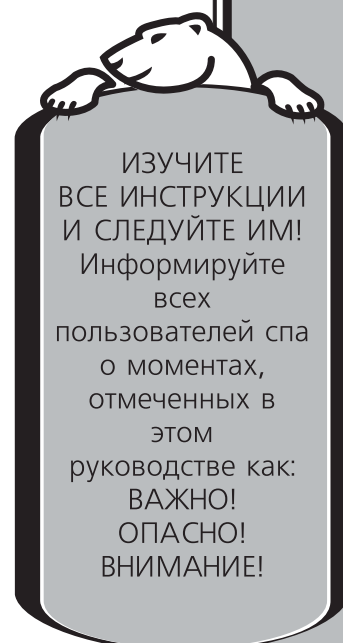 ИЗУЧИТЕ
ВСЕ ИНСТРУКЦИИ
И СЛЕДУЙТЕ ИМ!
Информируйте
всех
пользователей спа
о моментах,
отмеченных в
этом
руководстве как:
ВАЖНО!
ОПАСНО!
ВНИМАНИЕ!